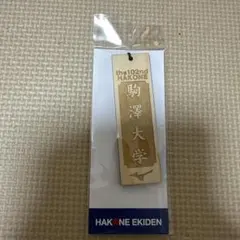 the 102nd
HAKONE
駒澤大学
HAKONE EKIDEN